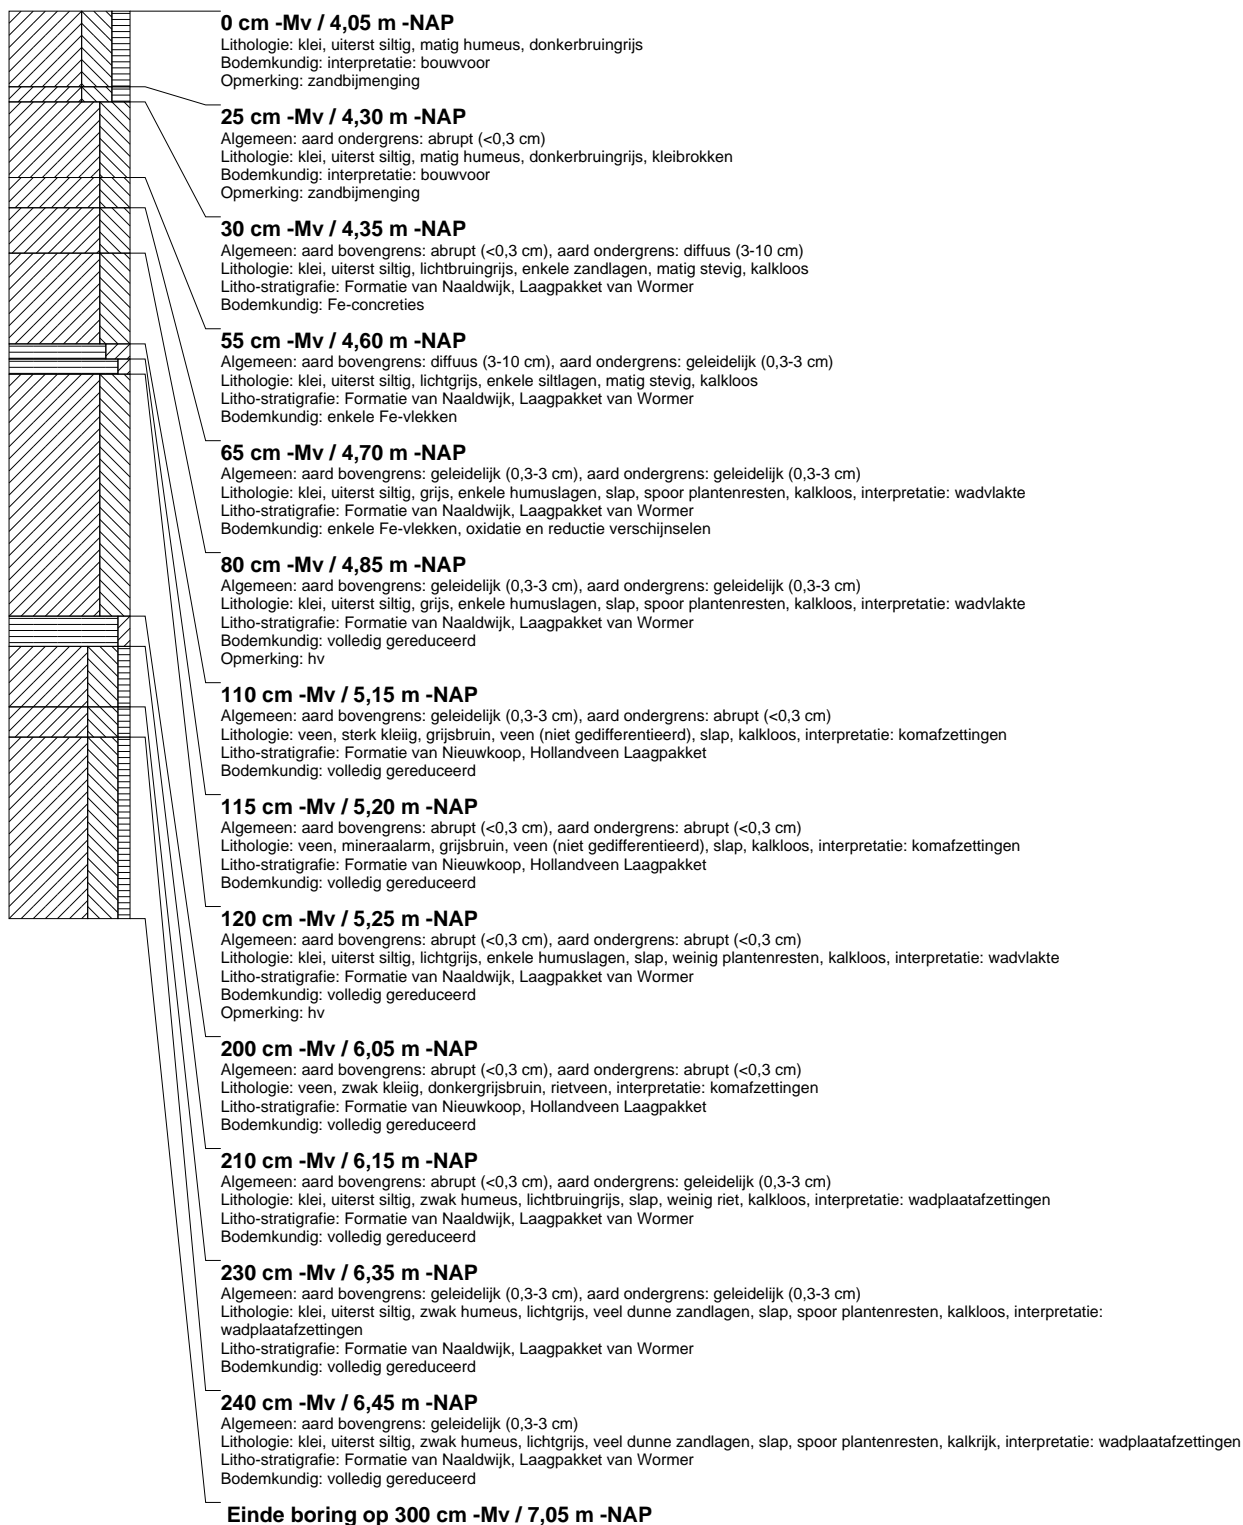 0 cm -Mv / 4,05 m -NAP
Lithologie: klei, uiterst siltig, matig humeus, donkerbruingrijs
Bodemkundig: interpretatie: bouwvoor
Opmerking: zandbijmenging
25 cm -Mv / 4,30 m -NAP
Algemeen: aard ondergrens: abrupt (<0,3 cm)
Lithologie: klei, uiterst siltig, matig humeus, donkerbruingrijs, kleibrokken
Bodemkundig: interpretatie: bouwvoor
Opmerking: zandbijmenging
30 cm -Mv / 4,35 m -NAP
Algemeen: aard bovengrens: abrupt (<0,3 cm), aard ondergrens: diffuus (3-10 cm)
Lithologie: klei, uiterst siltig, lichtbruingrijs, enkele zandlagen, matig stevig, kalkloos
Litho-stratigrafie: Formatie van Naaldwijk, Laagpakket van Wormer
Bodemkundig: Fe-concreties
55 cm -Mv / 4,60 m -NAP
Algemeen: aard bovengrens: diffuus (3-10 cm), aard ondergrens: geleidelijk (0,3-3 cm)
Lithologie: klei, uiterst siltig, lichtgrijs, enkele siltlagen, matig stevig, kalkloos
Litho-stratigrafie: Formatie van Naaldwijk, Laagpakket van Wormer
Bodemkundig: enkele Fe-vlekken
65 cm -Mv / 4,70 m -NAP
Algemeen: aard bovengrens: geleidelijk (0,3-3 cm), aard ondergrens: geleidelijk (0,3-3 cm)
Lithologie: klei, uiterst siltig, grijs, enkele humuslagen, slap, spoor plantenresten, kalkloos, interpretatie: wadvlakte
Litho-stratigrafie: Formatie van Naaldwijk, Laagpakket van Wormer
Bodemkundig: enkele Fe-vlekken, oxidatie en reductie verschijnselen
80 cm -Mv / 4,85 m -NAP
Algemeen: aard bovengrens: geleidelijk (0,3-3 cm), aard ondergrens: geleidelijk (0,3-3 cm)
Lithologie: klei, uiterst siltig, grijs, enkele humuslagen, slap, spoor plantenresten, kalkloos, interpretatie: wadvlakte
Litho-stratigrafie: Formatie van Naaldwijk, Laagpakket van Wormer
Bodemkundig: volledig gereduceerd
Opmerking: hv
110 cm -Mv / 5,15 m -NAP
Algemeen: aard bovengrens: geleidelijk (0,3-3 cm), aard ondergrens: abrupt (<0,3 cm)
Lithologie: veen, sterk kleiig, grijsbruin, veen (niet gedifferentieerd), slap, kalkloos, interpretatie: komafzettingen
Litho-stratigrafie: Formatie van Nieuwkoop, Hollandveen Laagpakket
Bodemkundig: volledig gereduceerd
115 cm -Mv / 5,20 m -NAP
Algemeen: aard bovengrens: abrupt (<0,3 cm), aard ondergrens: abrupt (<0,3 cm)
Lithologie: veen, mineraalarm, grijsbruin, veen (niet gedifferentieerd), slap, kalkloos, interpretatie: komafzettingen
Litho-stratigrafie: Formatie van Nieuwkoop, Hollandveen Laagpakket
Bodemkundig: volledig gereduceerd
120 cm -Mv / 5,25 m -NAP
Algemeen: aard bovengrens: abrupt (<0,3 cm), aard ondergrens: abrupt (<0,3 cm)
Lithologie: klei, uiterst siltig, lichtgrijs, enkele humuslagen, slap, weinig plantenresten, kalkloos, interpretatie: wadvlakte
Litho-stratigrafie: Formatie van Naaldwijk, Laagpakket van Wormer
Bodemkundig: volledig gereduceerd
Opmerking: hv
200 cm -Mv / 6,05 m -NAP
Algemeen: aard bovengrens: abrupt (<0,3 cm), aard ondergrens: abrupt (<0,3 cm)
Lithologie: veen, zwak kleiig, donkergrijsbruin, rietveen, interpretatie: komafzettingen
Litho-stratigrafie: Formatie van Nieuwkoop, Hollandveen Laagpakket
Bodemkundig: volledig gereduceerd
210 cm -Mv / 6,15 m -NAP
Algemeen: aard bovengrens: abrupt (<0,3 cm), aard ondergrens: geleidelijk (0,3-3 cm)
Lithologie: klei, uiterst siltig, zwak humeus, lichtbruingrijs, slap, weinig riet, kalkloos, interpretatie: wadplaatafzettingen
Litho-stratigrafie: Formatie van Naaldwijk, Laagpakket van Wormer
Bodemkundig: volledig gereduceerd
230 cm -Mv / 6,35 m -NAP
Algemeen: aard bovengrens: geleidelijk (0,3-3 cm), aard ondergrens: geleidelijk (0,3-3 cm)
Lithologie: klei, uiterst siltig, zwak humeus, lichtgrijs, veel dunne zandlagen, slap, spoor plantenresten, kalkloos, interpretatie:
wadplaatafzettingen
Litho-stratigrafie: Formatie van Naaldwijk, Laagpakket van Wormer
Bodemkundig: volledig gereduceerd
240 cm -Mv / 6,45 m -NAP
Algemeen: aard bovengrens: geleidelijk (0,3-3 cm)
Lithologie: klei, uiterst siltig, zwak humeus, lichtgrijs, veel dunne zandlagen, slap, spoor plantenresten, kalkrijk, interpretatie: wadplaatafzettingen
Litho-stratigrafie: Formatie van Naaldwijk, Laagpakket van Wormer
Bodemkundig: volledig gereduceerd
Einde boring op 300 cm -Mv / 7,05 m -NAP